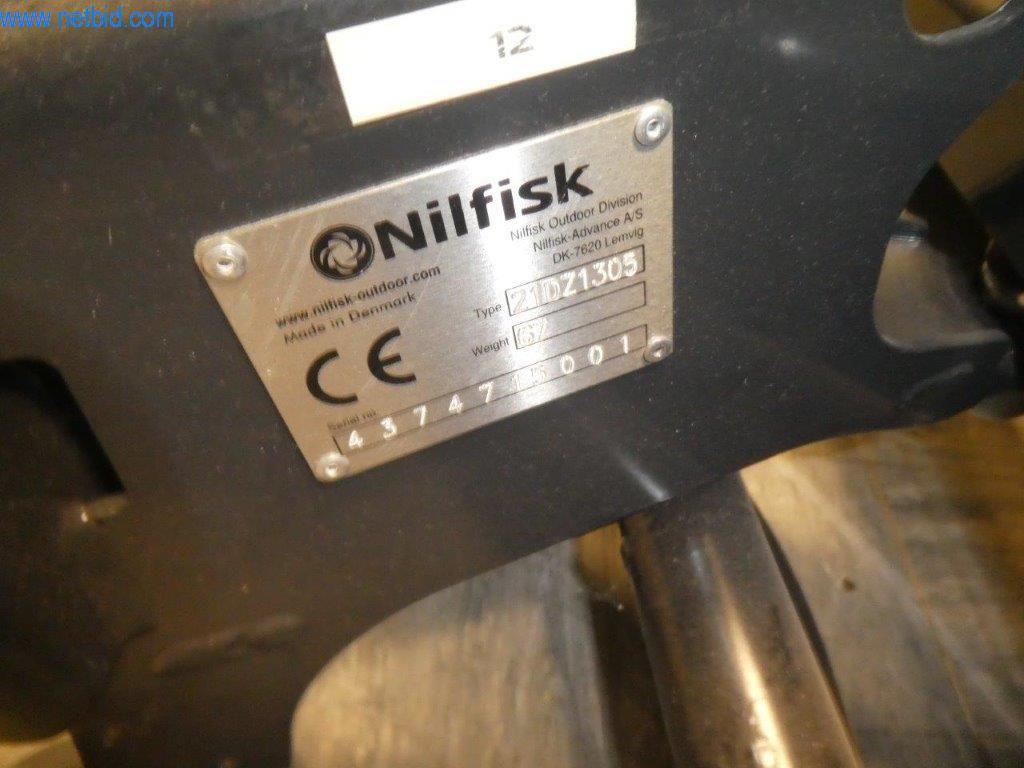 www.netbid.com
12
Nilfisk
Nilfisk Outdoor Division
Nilfisk-Advance A/S
DK-7620 Lemvig
www.nilfisk-outdoor.com
Made in Denmark
Type 21DZ1305
CE
Weight 67
Serial no.
4374715001